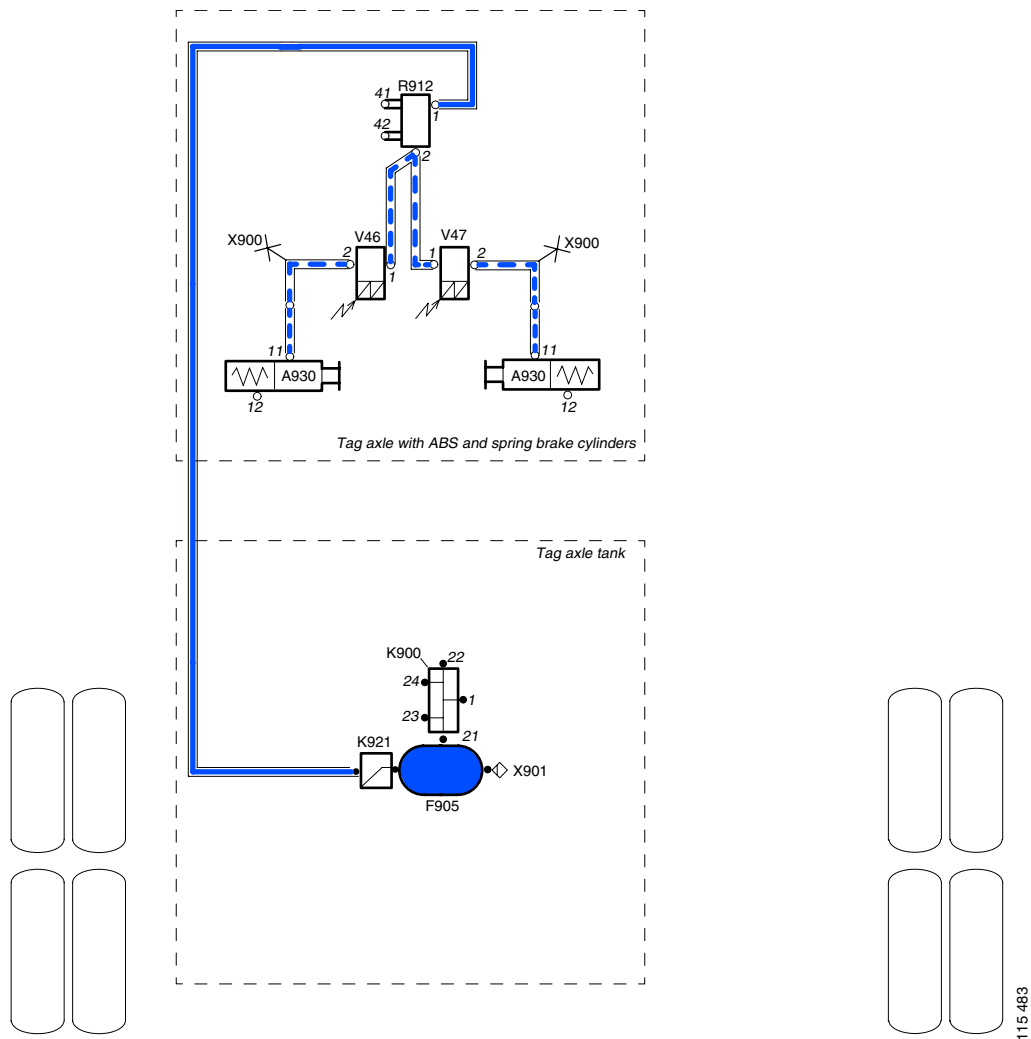 R912
41
1
42
2
X900
V46
V47
X900
2
1
1
2
11
A930
12
11
A930
12
Tag axle with ABS and spring brake cylinders
Tag axle tank
K900
22
24
1
23
21
K921
X901
F905
115 483